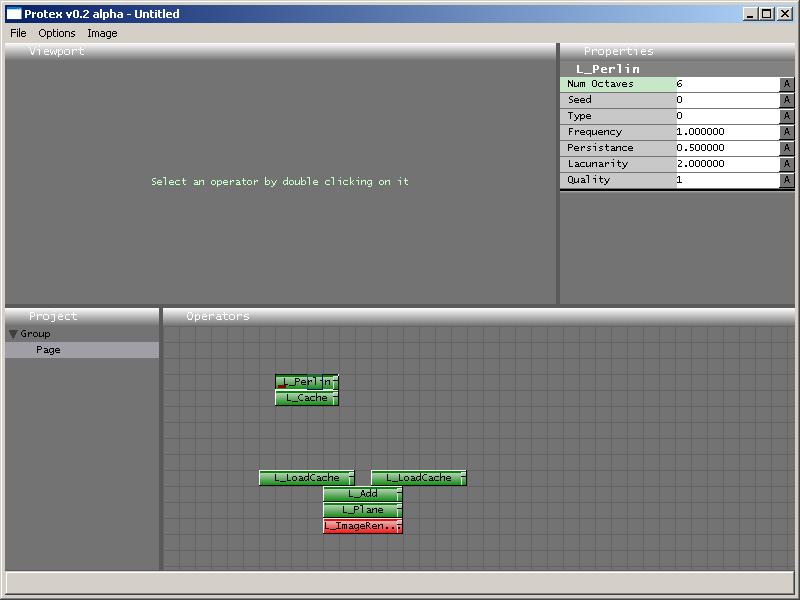 Protex v0.2 alpha - Untitled
File Options Image
Viewport
Select an operator by double clicking on it
Properties
L_Perlin
Num Octaves 6 A
Seed 0 A
Type 0 A
Frequency 1.000000 A
Persistance 0.500000 A
Lacunarity 2.000000 A
Quality 1 A
Project
Group
Page
Operators
L_Perlin
L_Cache
L_LoadCache L_LoadCache
L_Add
L_Plane
L_ImageRen...